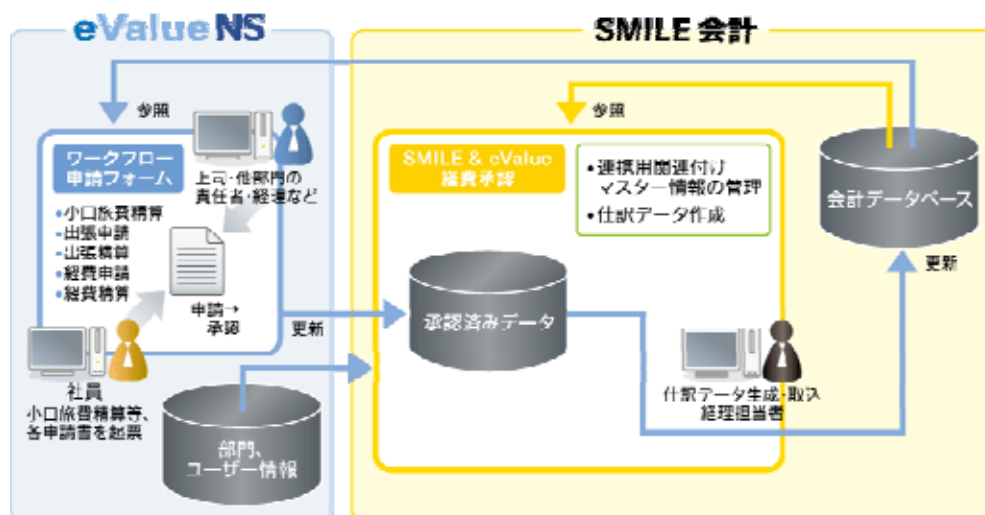 eValue NS
SMILE 会計
参照
参照
ワークフロー
申請フォーム
上司・他部門の
責任者・経理など
•小口旅費精算
•出張申請
•出張精算
•経費申請
•経費精算
申請→
承認
更新
社員
小口旅費精算等、
各申請書を起票
部門、
ユーザー情報
SMILE & eValue
経費承認
•連携用関連付け
マスター情報の管理
•仕訳データ作成
承認済みデータ
仕訳データ生成・取込
経理担当者
会計データベース
更新